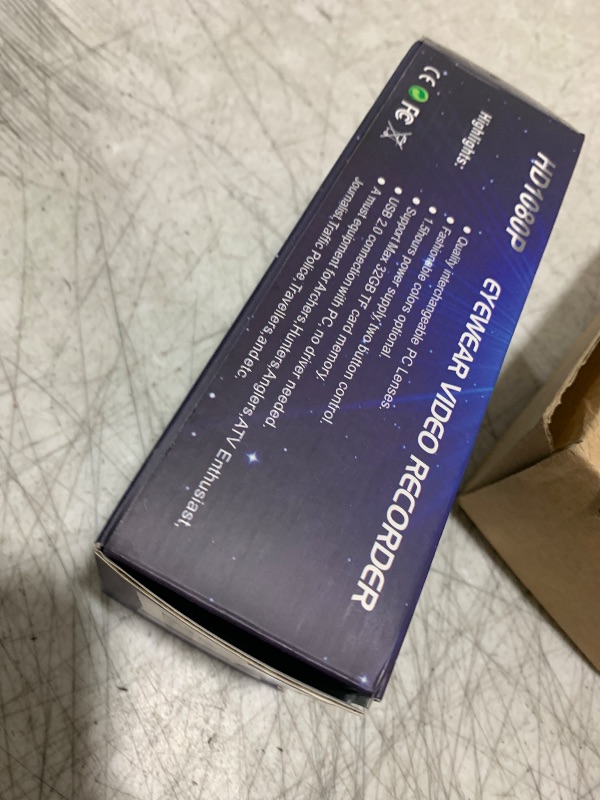 HD1080P EYEWEAR VIDEO RECORDER
Highlights:
• Quality interchangeable PC Lenses.
• Fashionable colors optional.
• 1.5hours power supply,two button control.
• Support Max 32GB TF card memory.
• USB 2.0 connection with PC, no driver needed.
• A must equipment for Archers,Hunters,Anglers,ATV Enthusiast,
Journalist,Traffic Police,Travellers,and etc
CE FC